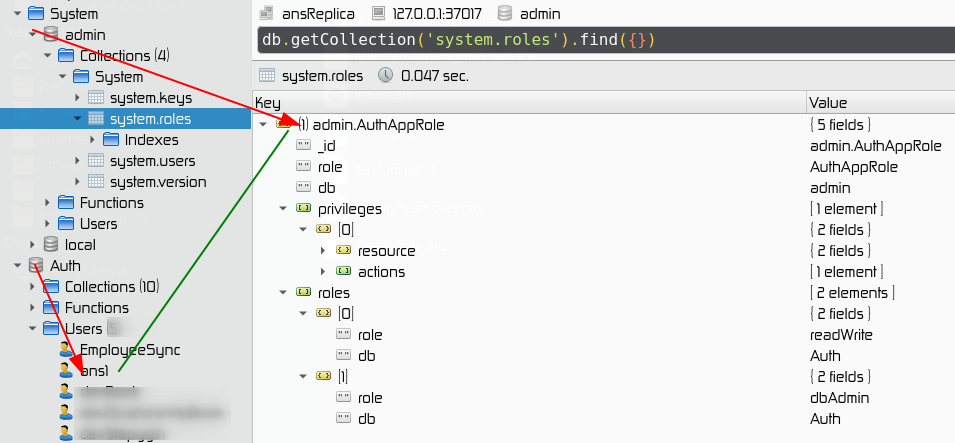 System
admin
Collections (4)
System
system.keys
system.roles
Indexes
system.users
system.version
Functions
Users
local
Auth
Collections (10)
Functions
Users
EmployeeSync
ans1
ansReplica 127.0.0.1:37017 admin
db.getCollection('system.roles').find({})
system.roles 0.047 sec.
Key Value
(1) admin.AuthAppRole { 5 fields }
_id admin.AuthAppRole
role AuthAppRole
db admin
privileges [ 1 element ]
[0] { 2 fields }
resource { 2 fields }
actions [ 1 element ]
roles [ 2 elements ]
[0] { 2 fields }
role readWrite
db Auth
[1] { 2 fields }
role dbAdmin
db Auth